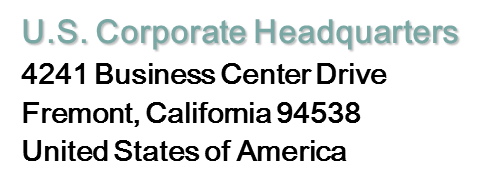 U.S. Corporate Headquarters
4241 Business Center Drive
Fremont, California 94538
United States of America